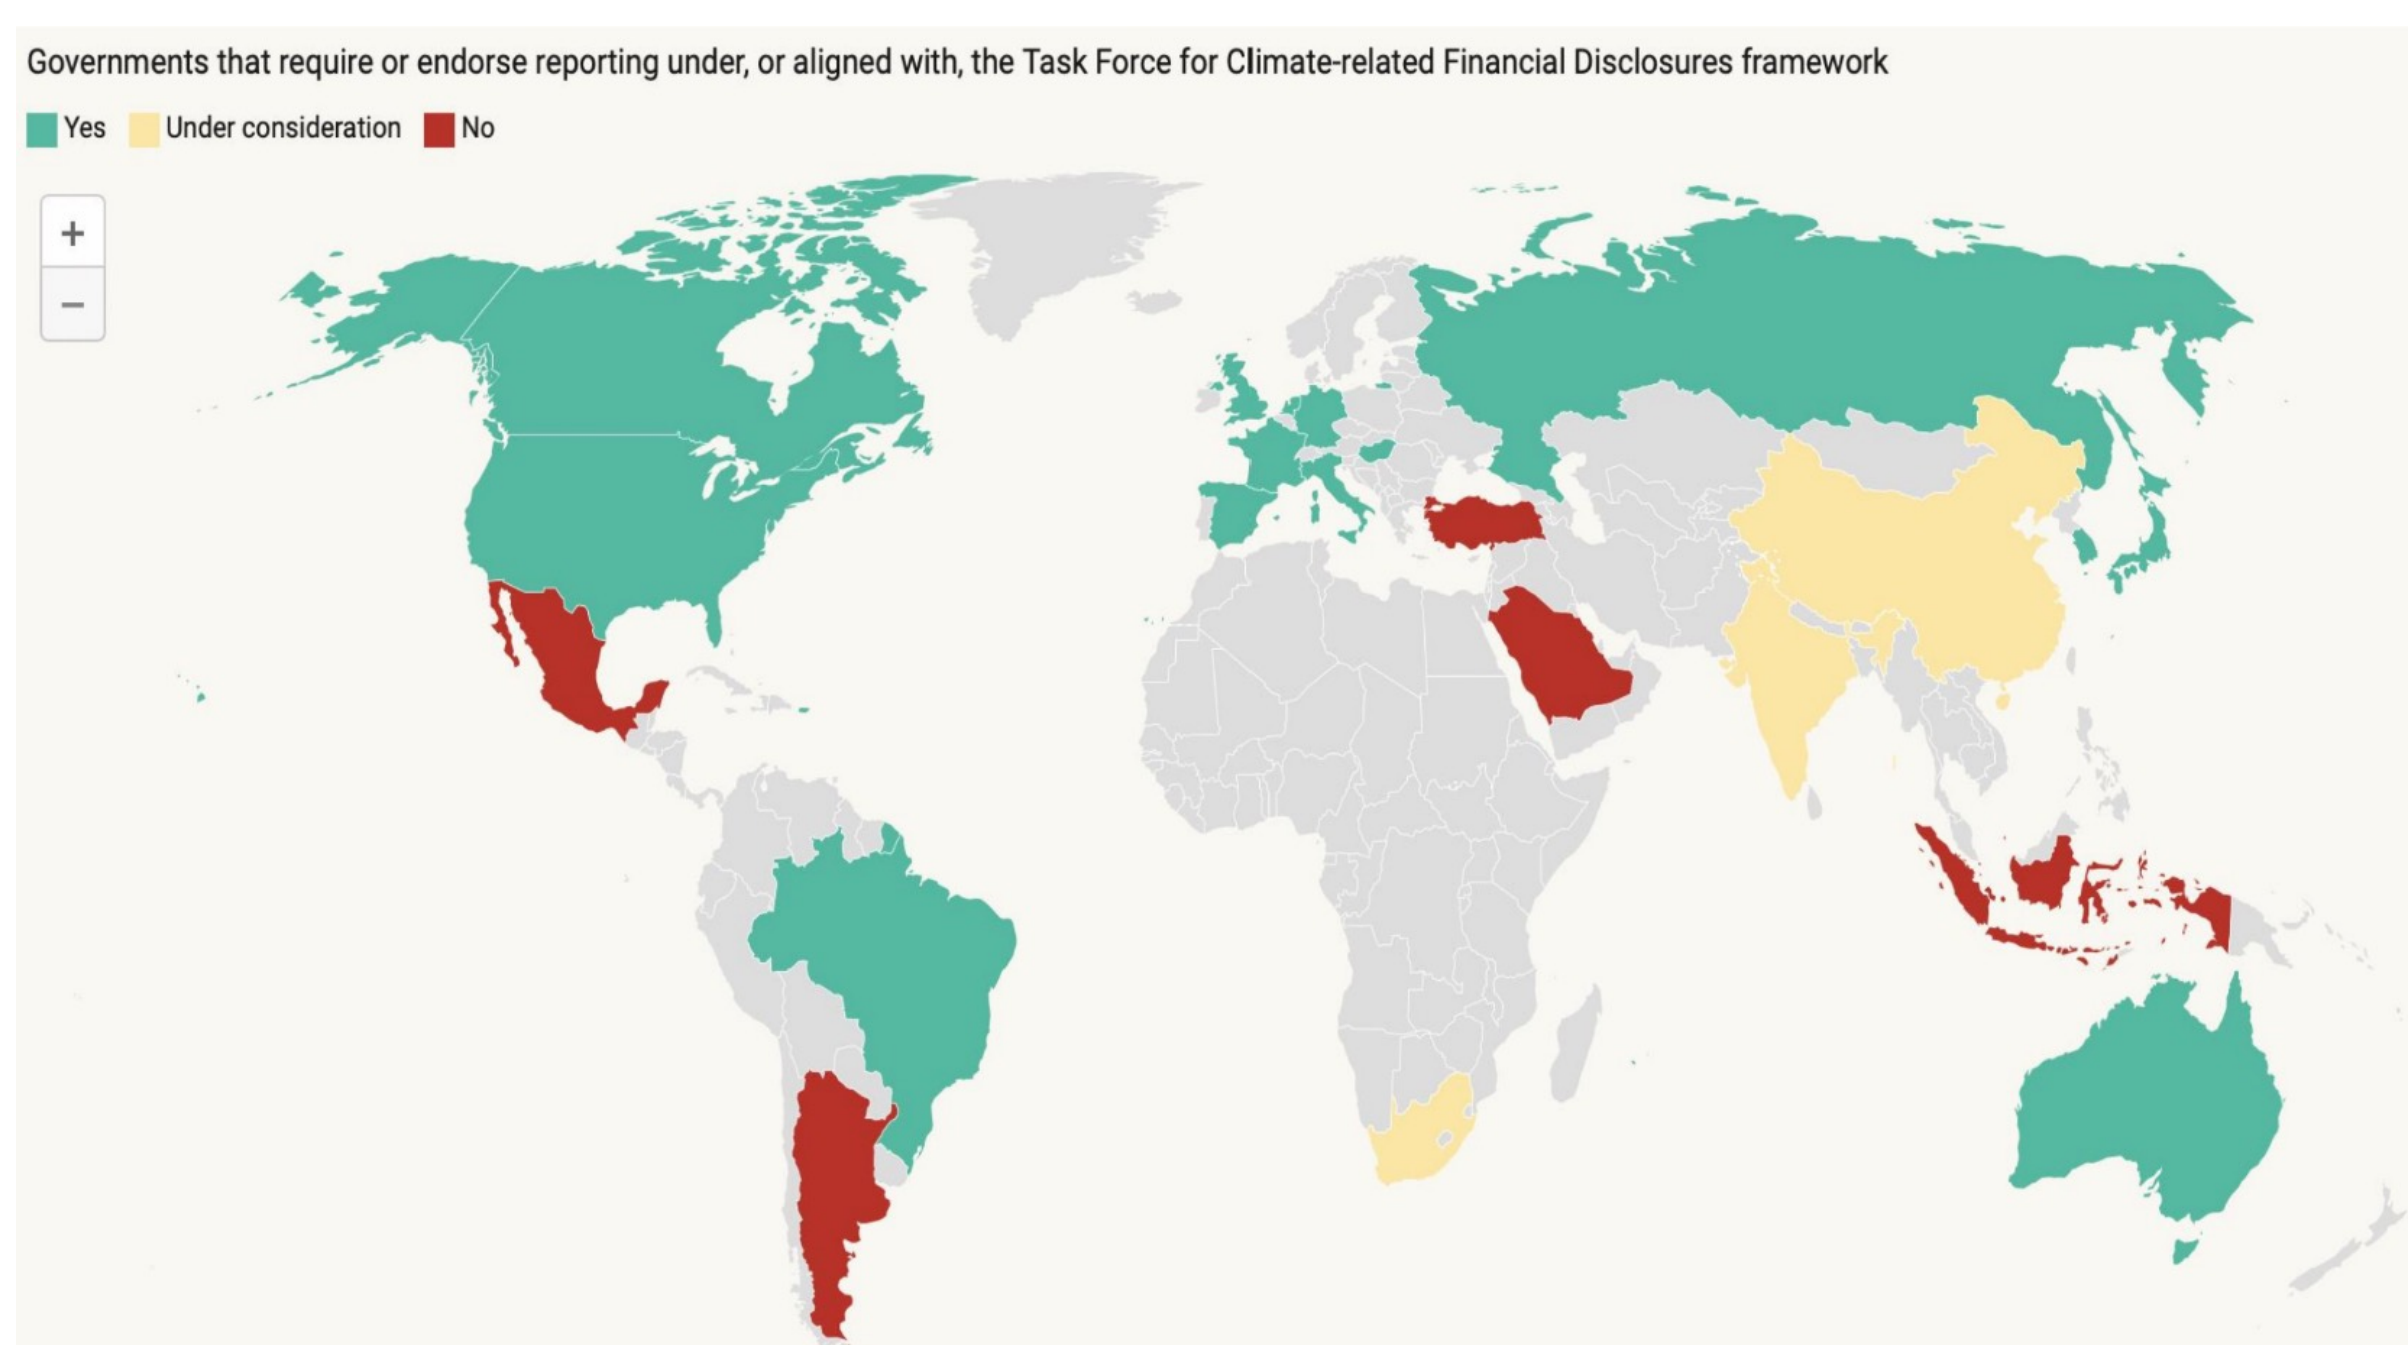 Governments that require or endorse reporting under, or aligned with, the Task Force for Climate-related Financial Disclosures framework
Yes Under consideration No
+
−